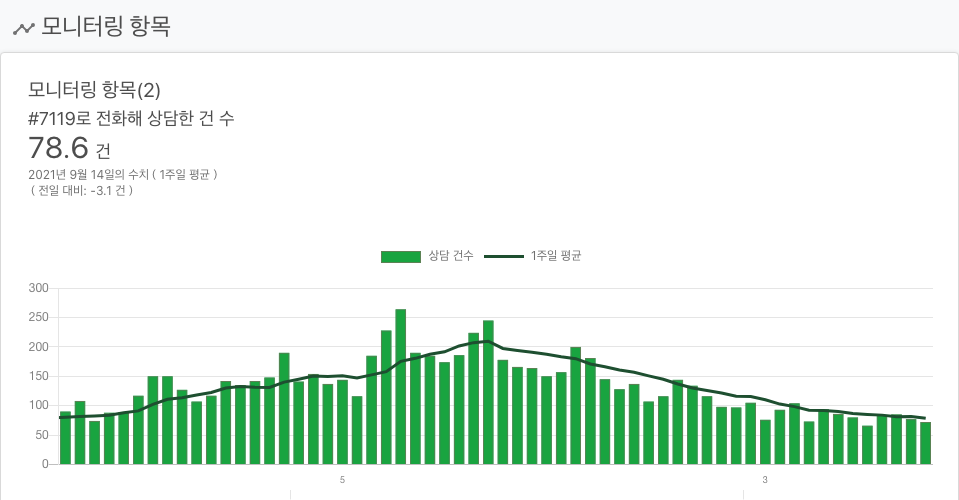 모니터링 항목
모니터링 항목(2)
#7119로 전화해 상담한 건 수
78.6 건
2021년 9월 14일의 수치 ( 1주일 평균 )
( 전일 대비: -3.1 건 )
상담 건수 1주일 평균
300
250
200
150
100
50
0
5 3